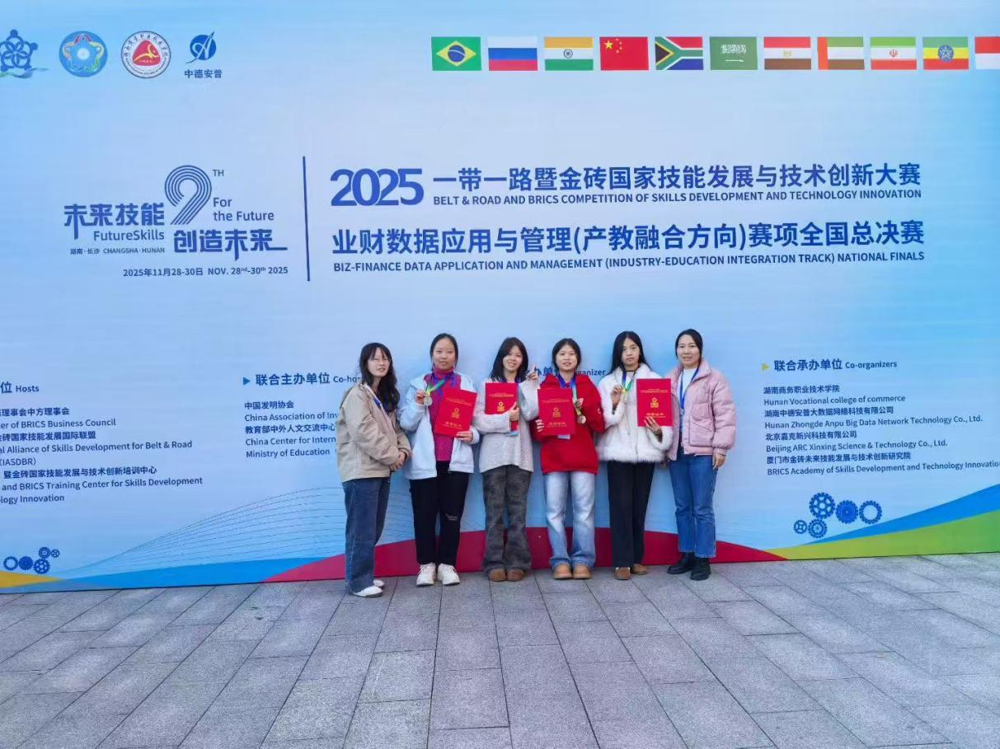 中德安普
未来技能
FutureSkills
湖南·长沙 CHANGSHA·HUNAN
9TH
For
the Future
创造未来
2025年11月28-30日 NOV. 28nd-30th 2025
2025 一带一路暨金砖国家技能发展与技术创新大赛
BELT & ROAD AND BRICS COMPETITION OF SKILLS DEVELOPMENT AND TECHNOLOGY INNOVATION
业财数据应用与管理(产教融合方向)赛项全国总决赛
BIZ-FINANCE DATA APPLICATION AND MANAGEMENT (INDUSTRY-EDUCATION INTEGRATION TRACK) NATIONAL FINALS
位 Hosts
理事会中方理事会
er of BRICS Business Council
砖国家技能发展国际联盟
al Alliance of Skills Development for Belt & Road
(IASDBR)
暨金砖国家技能发展与技术创新培训中心
and BRICS Training Center for Skills Development
ology Innovation
联合主办单位 Co-hos
中国发明协会
China Association of Inv
教育部中外人文交流中心
China Center for Intern
Ministry of Education
办单位 ganizer
联合承办单位 Co-organizers
湖南商务职业技术学院
Hunan Vocational college of commerce
湖南中德安普大数据网络科技有限公司
Hunan Zhongde Anpu Big Data Network Technology Co., Ltd.
北京嘉克新兴科技有限公司
Beijing ARC Xinxing Science & Technology Co., Ltd.
厦门市金砖未来技能发展与技术创新研究院
BRICS Academy of Skills Development and Technology Innovation